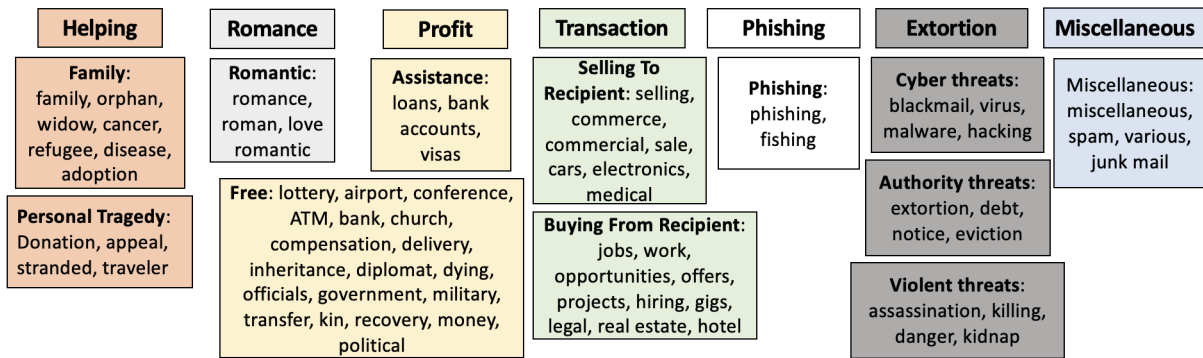 Helping
Family:
family, orphan,
widow, cancer,
refugee, disease,
adoption
Personal Tragedy:
Donation, appeal,
stranded, traveler
Romance
Romantic:
romance,
roman, love
romantic
Profit
Assistance:
loans, bank
accounts,
visas
Free: lottery, airport, conference,
ATM, bank, church,
compensation, delivery,
inheritance, diplomat, dying,
officials, government, military,
transfer, kin, recovery, money,
political
Transaction
Selling To
Recipient: selling,
commerce,
commercial, sale,
cars, electronics,
medical
Buying From Recipient:
jobs, work,
opportunities, offers,
projects, hiring, gigs,
legal, real estate, hotel
Phishing
Phishing:
phishing,
fishing
Extortion
Cyber threats:
blackmail, virus,
malware, hacking
Authority threats:
extortion, debt,
notice, eviction
Violent threats:
assassination, killing,
danger, kidnap
Miscellaneous
Miscellaneous:
miscellaneous,
spam, various,
junk mail